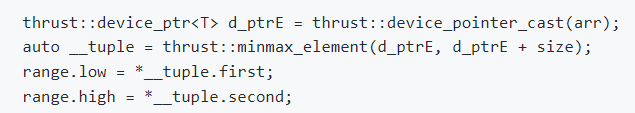 thrust::device_ptr<T> d_ptrE = thrust::device_pointer_cast(arr);
auto __tuple = thrust::minmax_element(d_ptrE, d_ptrE + size);
range.low = *__tuple.first;
range.high = *__tuple.second;